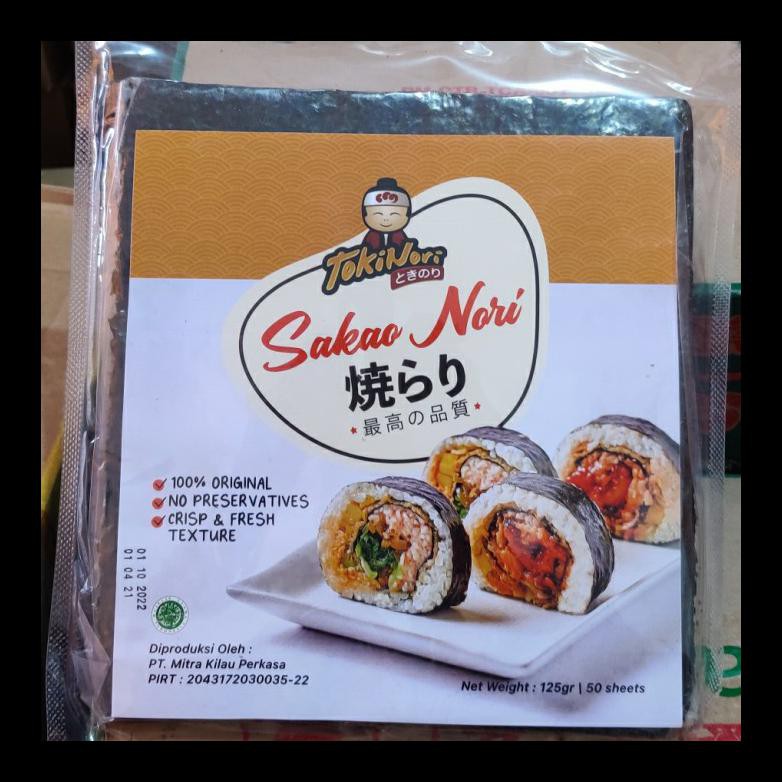 TokiNori
ときのり
Sakao Nori
焼らり
最高の品質
100% ORIGINAL
NO PRESERVATIVES
CRISP & FRESH
TEXTURE
01 10 2022
01 04 21
Diproduksi Oleh :
PT. Mitra Kilau Perkasa
PIRT : 2043172030035-22
Net Weight : 125gr | 50 sheets